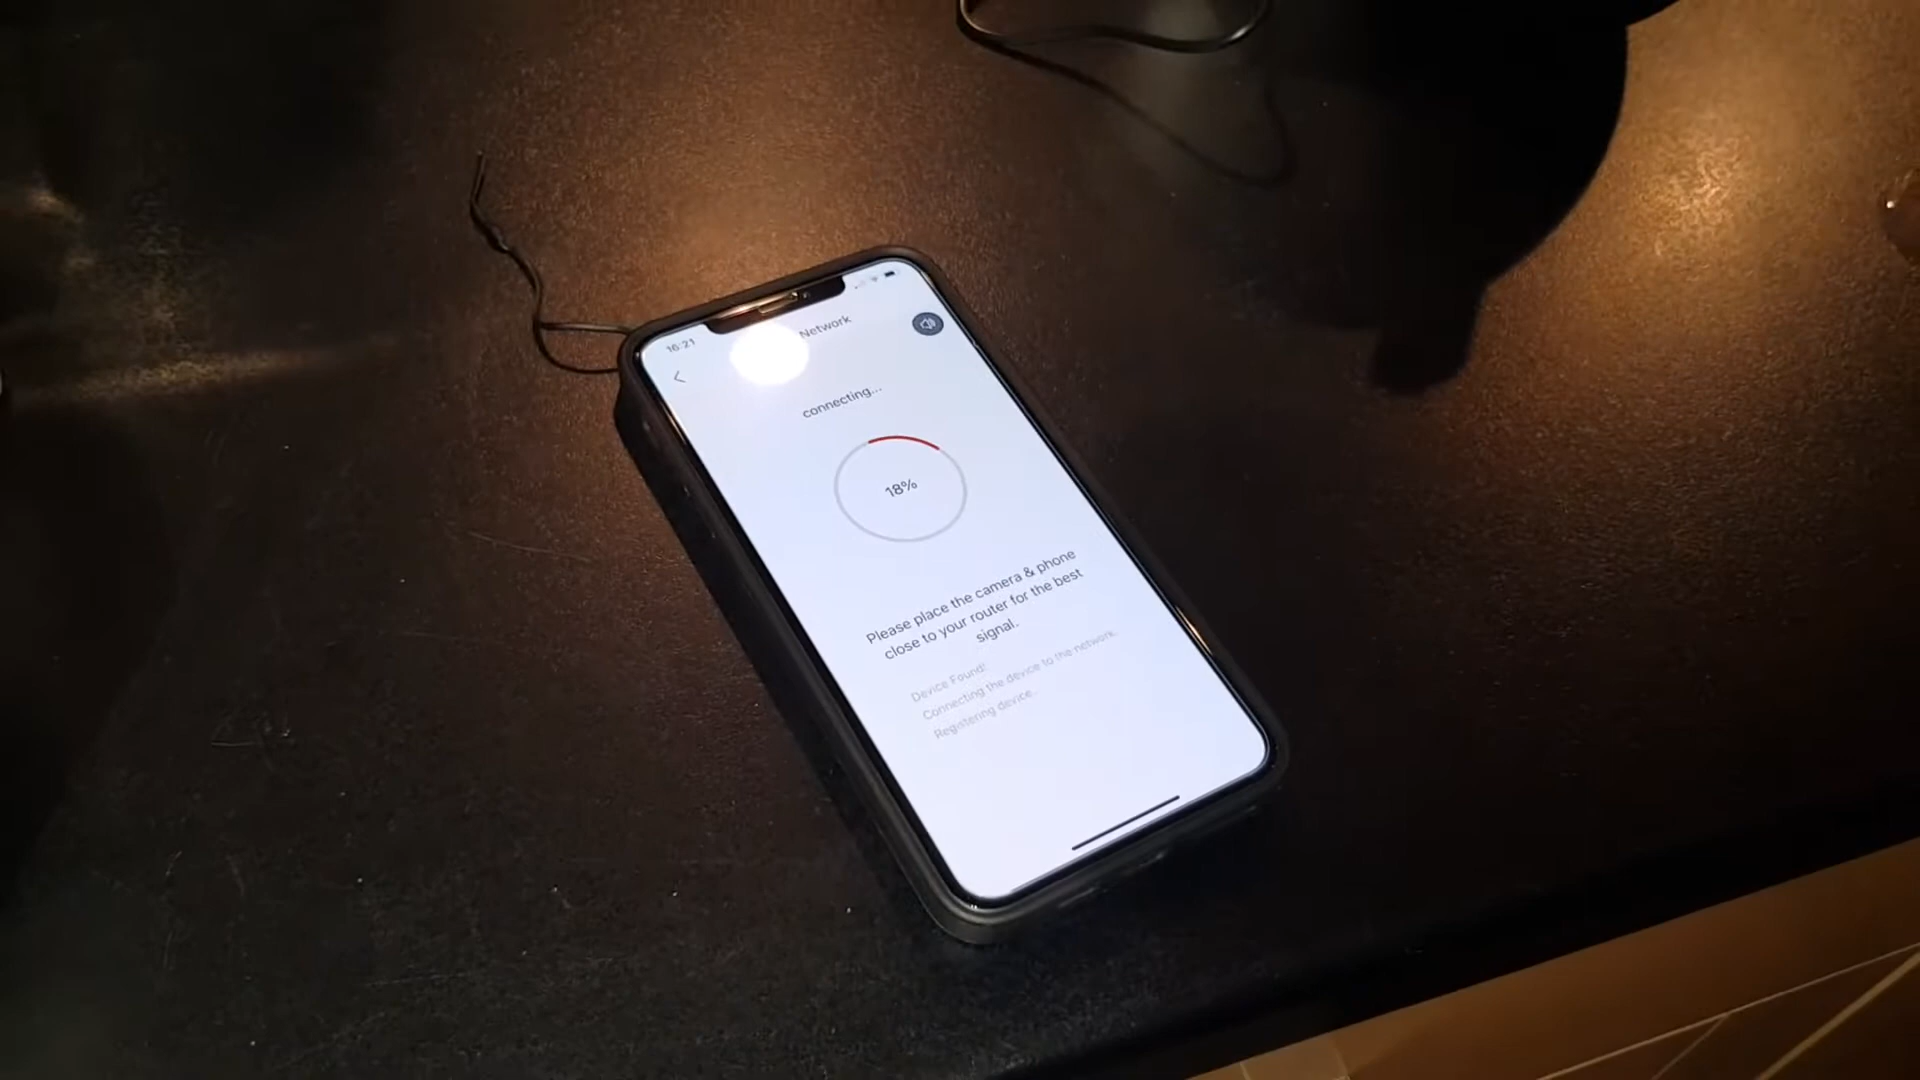 16:21
Network
connecting...
18%
Please place the camera & phone
close to your router for the best
signal.
Device Found!
Connecting the device to the network.
Registering device.